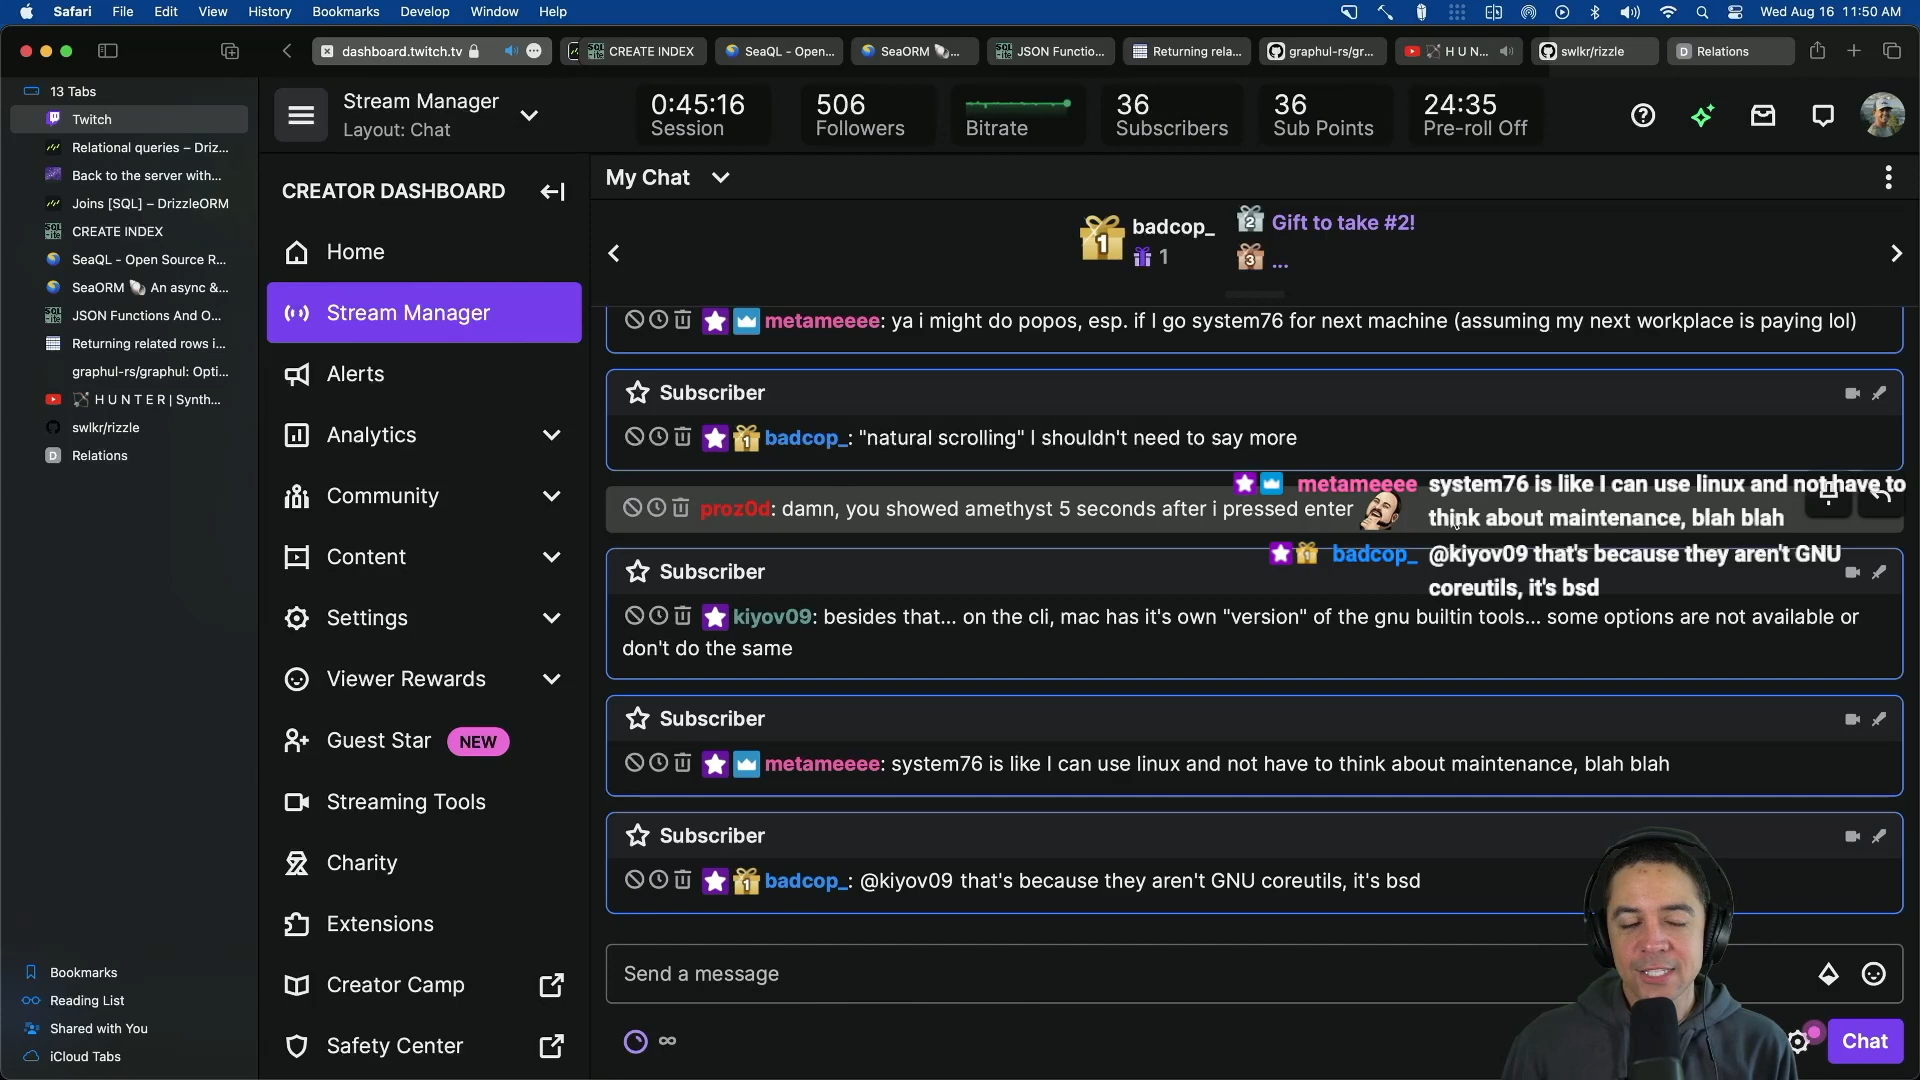 Safari File Edit View History Bookmarks Develop Window Help
Wed Aug 16 11:50 AM
dashboard.twitch.tv
CREATE INDEX
SeaQL - Open...
SeaORM 🐚...
JSON Functio...
Returning rela...
graphul-rs/gr...
H U N...
swlkr/rizzle
Relations
13 Tabs
Twitch
Relational queries – Driz...
Back to the server with...
Joins [SQL] – DrizzleORM
CREATE INDEX
SeaQL - Open Source R...
SeaORM 🐚 An async &...
JSON Functions And O...
Returning related rows i...
graphul-rs/graphul: Opti...
H U N T E R | Synth...
swlkr/rizzle
Relations
Bookmarks
Reading List
Shared with You
iCloud Tabs
Stream Manager
Layout: Chat
0:45:16
Session
506
Followers
Bitrate
36
Subscribers
36
Sub Points
24:35
Pre-roll Off
CREATOR DASHBOARD
Home
Stream Manager
Alerts
Analytics
Community
Content
Settings
Viewer Rewards
Guest Star NEW
Streaming Tools
Charity
Extensions
Creator Camp
Safety Center
My Chat
1 badcop_
1
2 Gift to take #2!
3 ...
metameeee: ya i might do popos, esp. if I go system76 for next machine (assuming my next workplace is paying lol)
Subscriber
1 badcop_: "natural scrolling" I shouldn't need to say more
proz0d: damn, you showed amethyst 5 seconds after i pressed enter
metameeee system76 is like I can use linux and not have to
think about maintenance, blah blah
1 badcop_ @kiyov09 that's because they aren't GNU
coreutils, it's bsd
Subscriber
kiyov09: besides that... on the cli, mac has it's own "version" of the gnu builtin tools... some options are not available or
don't do the same
Subscriber
metameeee: system76 is like I can use linux and not have to think about maintenance, blah blah
Subscriber
1 badcop_: @kiyov09 that's because they aren't GNU coreutils, it's bsd
Send a message
∞
Chat